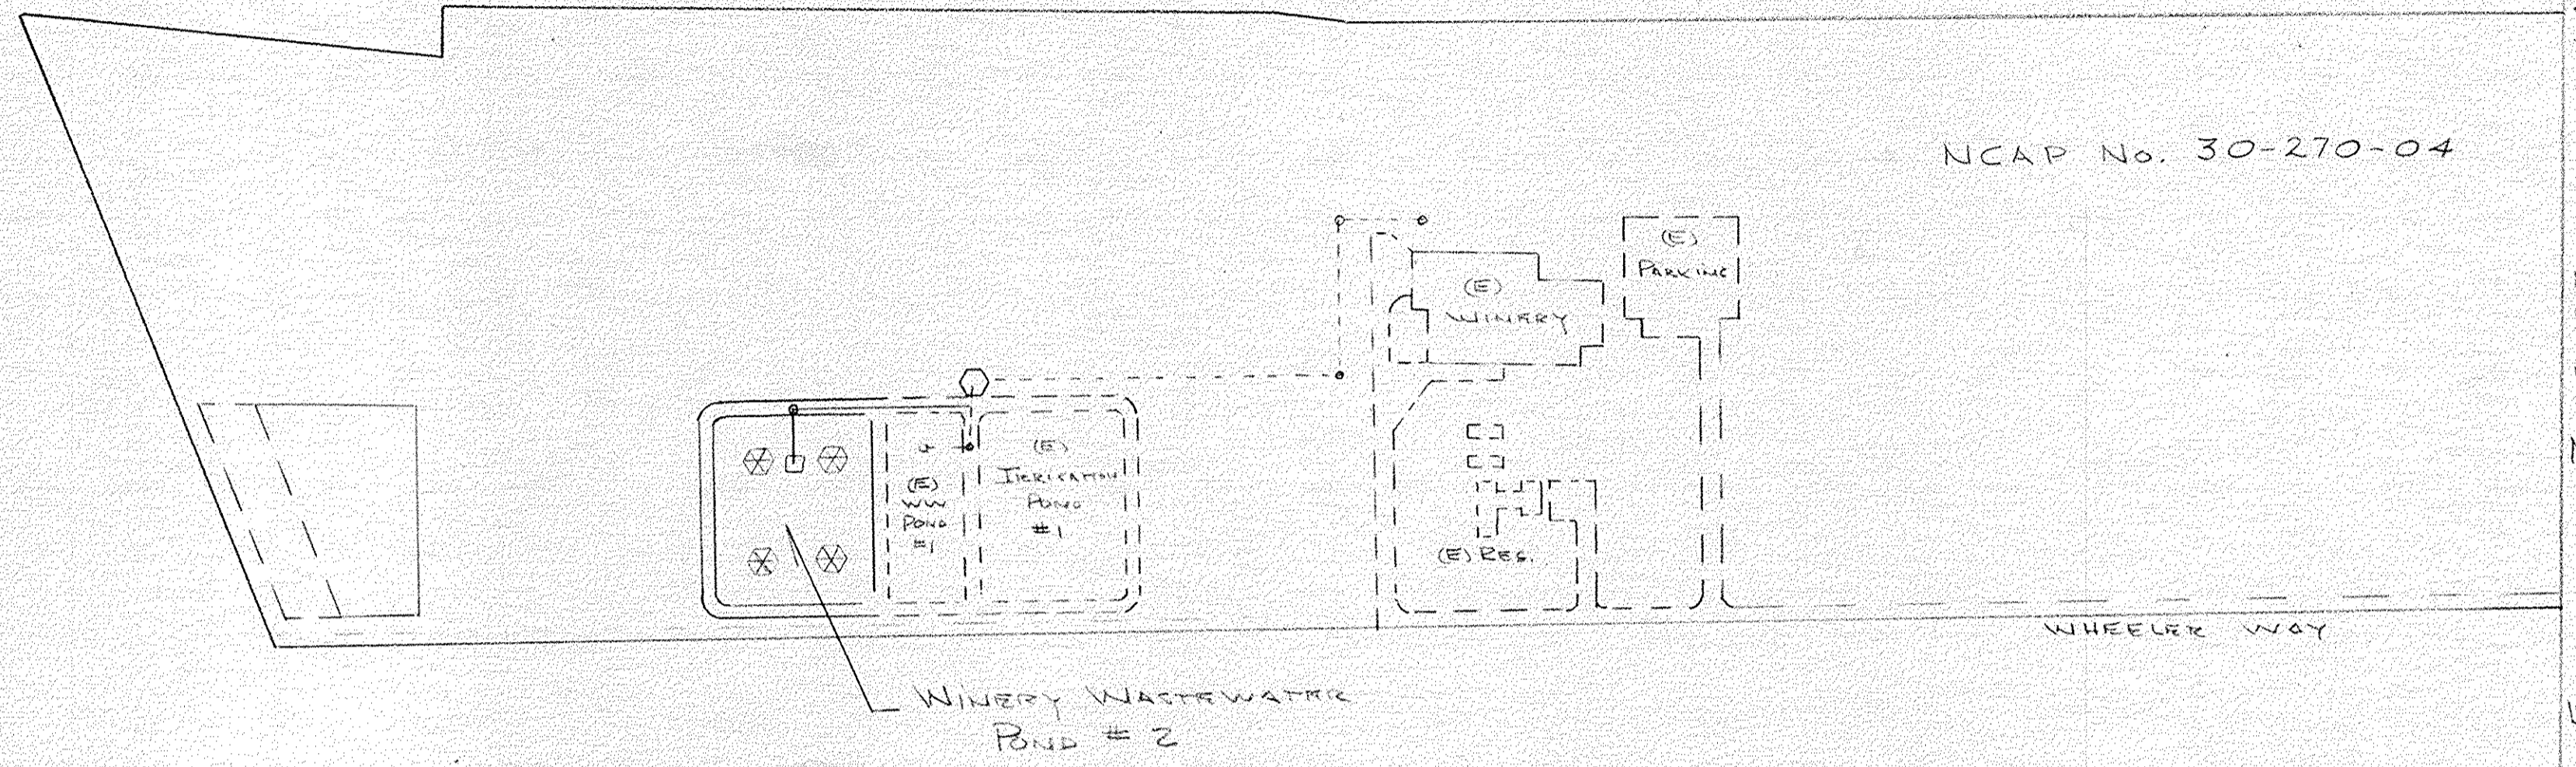 NCAP No. 30-270-04
(E)
PARKING
(E)
WINERY
(E)
WW
POND
#1
(E)
IRRIGATION
POND
#1
(E) RES.
WHEELER WAY
WINERY WASTEWATER
POND # 2